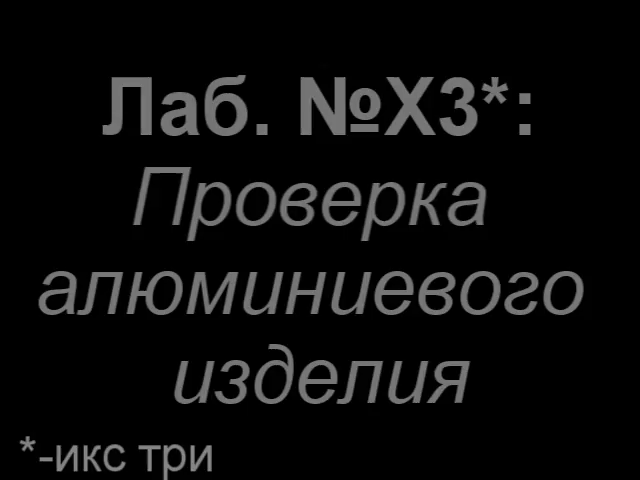 Лаб. №Х3*:
Проверка
алюминиевого
изделия
*-икс три